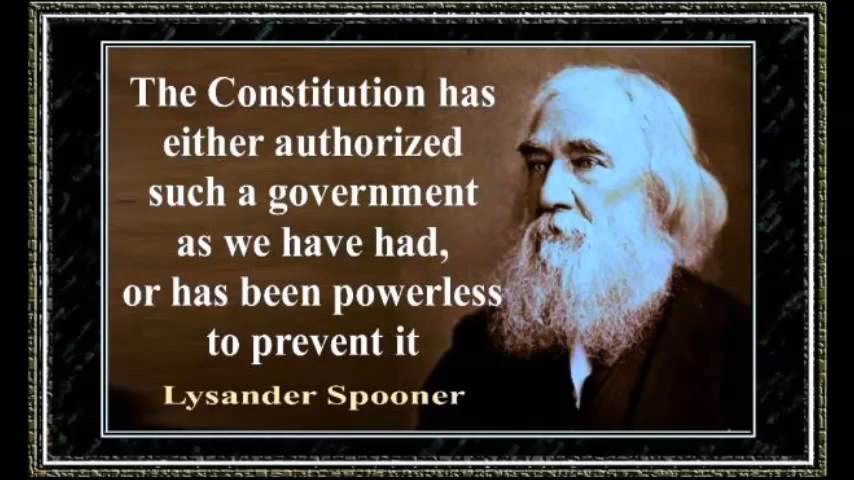 The Constitution has
either authorized
such a government
as we have had,
or has been powerless
to prevent it
Lysander Spooner